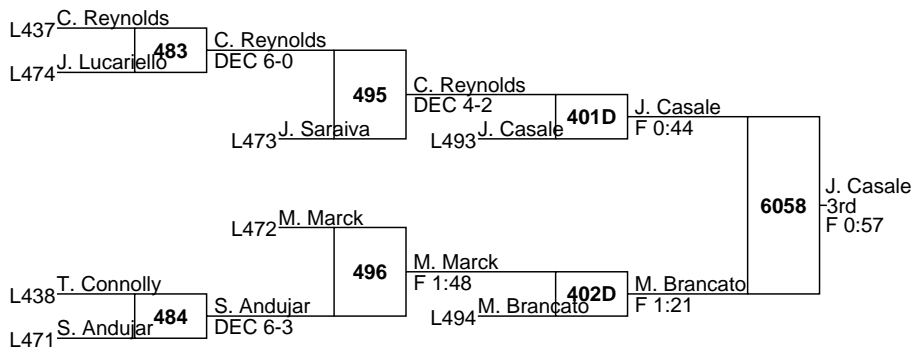 C. Reynolds
L437
483
C. Reynolds
L474
J. Lucariello
DEC 6-0
495
C. Reynolds
DEC 4-2
L473
J. Saraiva
L493
J. Casale
401D
J. Casale
F 0:44
6058
J. Casale
3rd
F 0:57
L472
M. Marck
496
M. Marck
F 1:48
L438
T. Connolly
484
S. Andujar
DEC 6-3
L471
S. Andujar
L494
M. Brancato
402D
M. Brancato
F 1:21